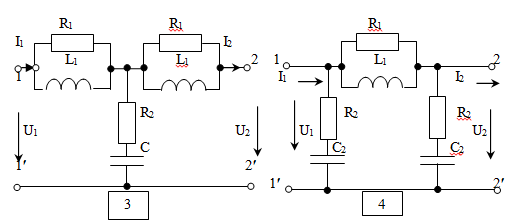 R₁ R₁
I₁ L₁ L₁ I₂
1 2
R₂
U₁ U₂
C
1′ 2′
3
R₁
1 L₁ 2
I₁ I₂
R₂ R₂
U₁ U₂
C₂ C₂
1′ 2′
4